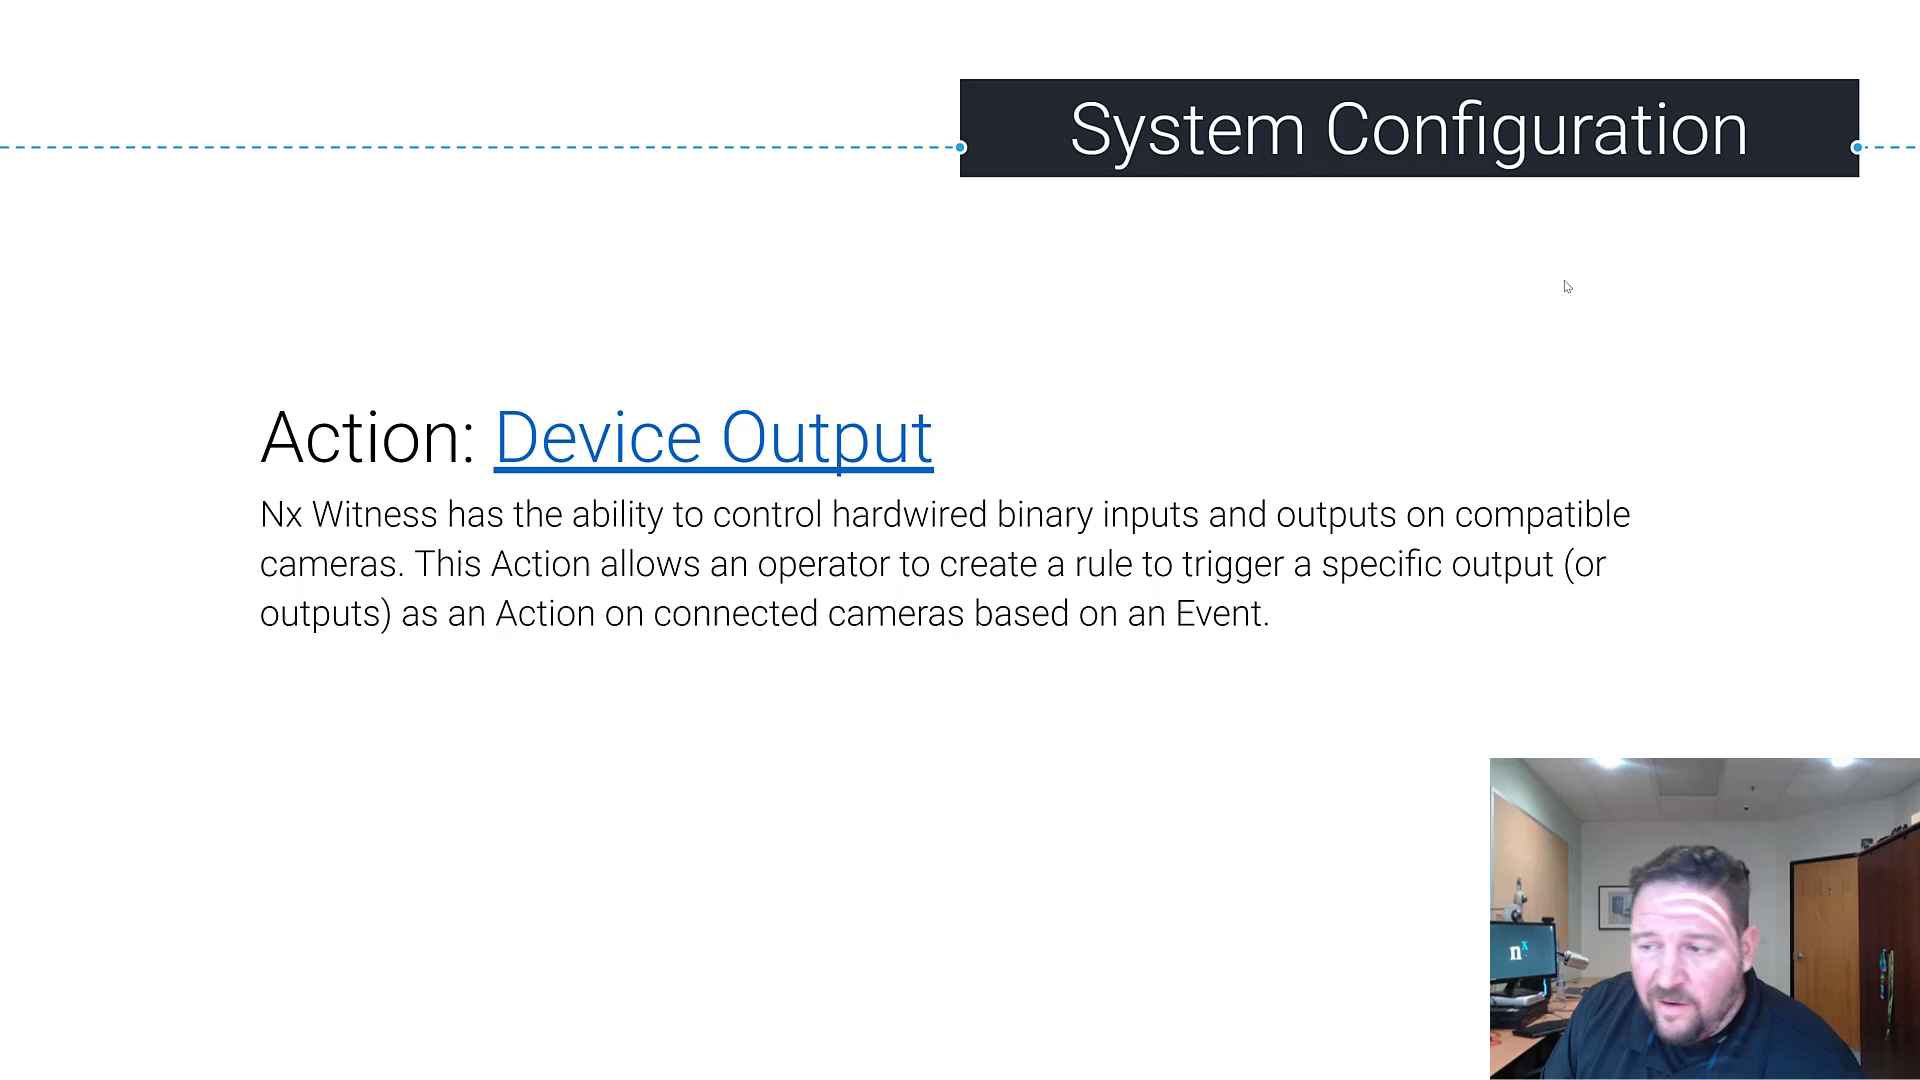 System Configuration
Action: Device Output
Nx Witness has the ability to control hardwired binary inputs and outputs on compatible
cameras. This Action allows an operator to create a rule to trigger a specific output (or
outputs) as an Action on connected cameras based on an Event.
nx